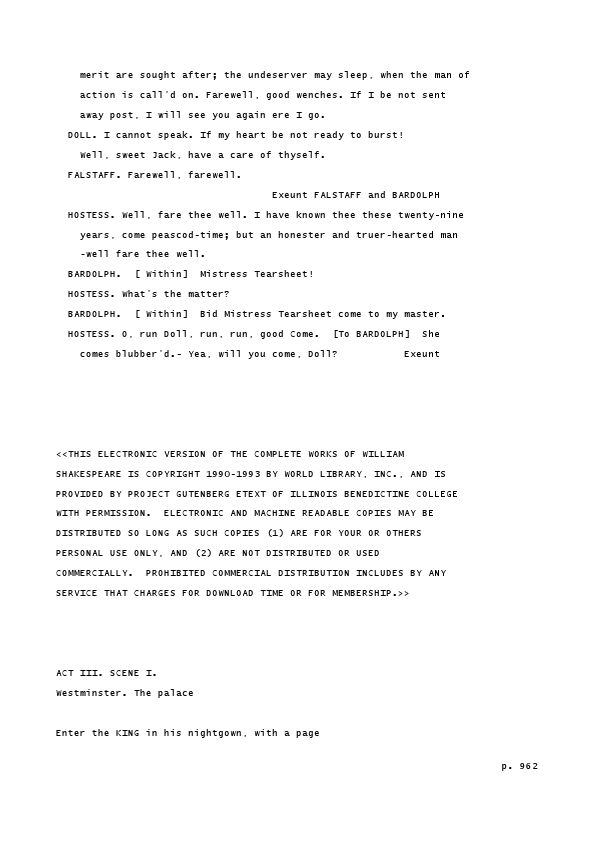 merit are sought after; the undeserver may sleep, when the man of
action is call'd on. Farewell, good wenches. If I be not sent
away post, I will see you again ere I go.
DOLL. I cannot speak. If my heart be not ready to burst!
Well, sweet Jack, have a care of thyself.
FALSTAFF. Farewell, farewell.
Exeunt FALSTAFF and BARDOLPH
HOSTESS. Well, fare thee well. I have known thee these twenty-nine
years, come peascod-time; but an honester and truer-hearted man
-well fare thee well.
BARDOLPH.  [ Within]  Mistress Tearsheet!
HOSTESS. What's the matter?
BARDOLPH.  [ Within]  Bid Mistress Tearsheet come to my master.
HOSTESS. O, run Doll, run, run, good Come.  [To BARDOLPH]  She
comes blubber'd.- Yea, will you come, Doll?           Exeunt
<<THIS ELECTRONIC VERSION OF THE COMPLETE WORKS OF WILLIAM
SHAKESPEARE IS COPYRIGHT 1990-1993 BY WORLD LIBRARY, INC., AND IS
PROVIDED BY PROJECT GUTENBERG ETEXT OF ILLINOIS BENEDICTINE COLLEGE
WITH PERMISSION.  ELECTRONIC AND MACHINE READABLE COPIES MAY BE
DISTRIBUTED SO LONG AS SUCH COPIES (1) ARE FOR YOUR OR OTHERS
PERSONAL USE ONLY, AND (2) ARE NOT DISTRIBUTED OR USED
COMMERCIALLY.  PROHIBITED COMMERCIAL DISTRIBUTION INCLUDES BY ANY
SERVICE THAT CHARGES FOR DOWNLOAD TIME OR FOR MEMBERSHIP.>>
ACT III. SCENE I.
Westminster. The palace
Enter the KING in his nightgown, with a page
p. 962